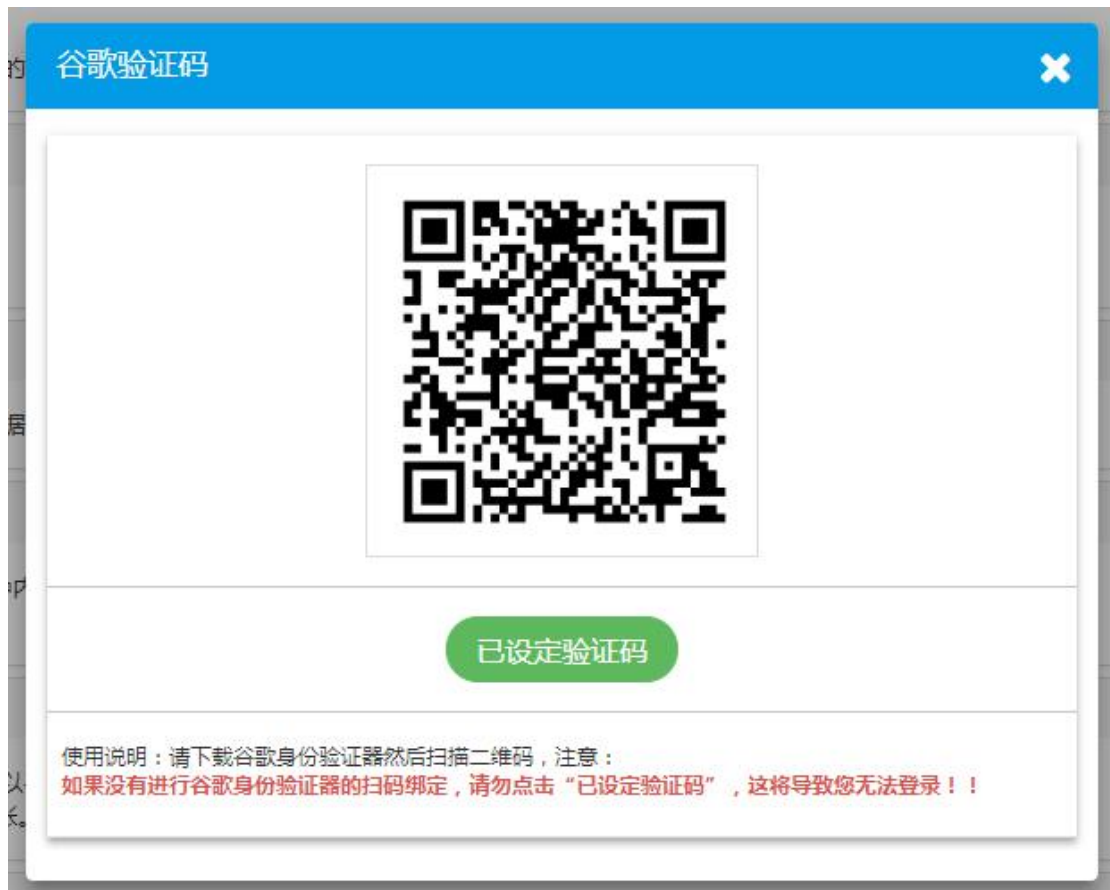 谷歌验证码
的
居
已设定验证码
使用说明：请下载谷歌身份验证器然后扫描二维码，注意：
如果没有进行谷歌身份验证器的扫码绑定，请勿点击“已设定验证码”，这将导致您无法登录！！